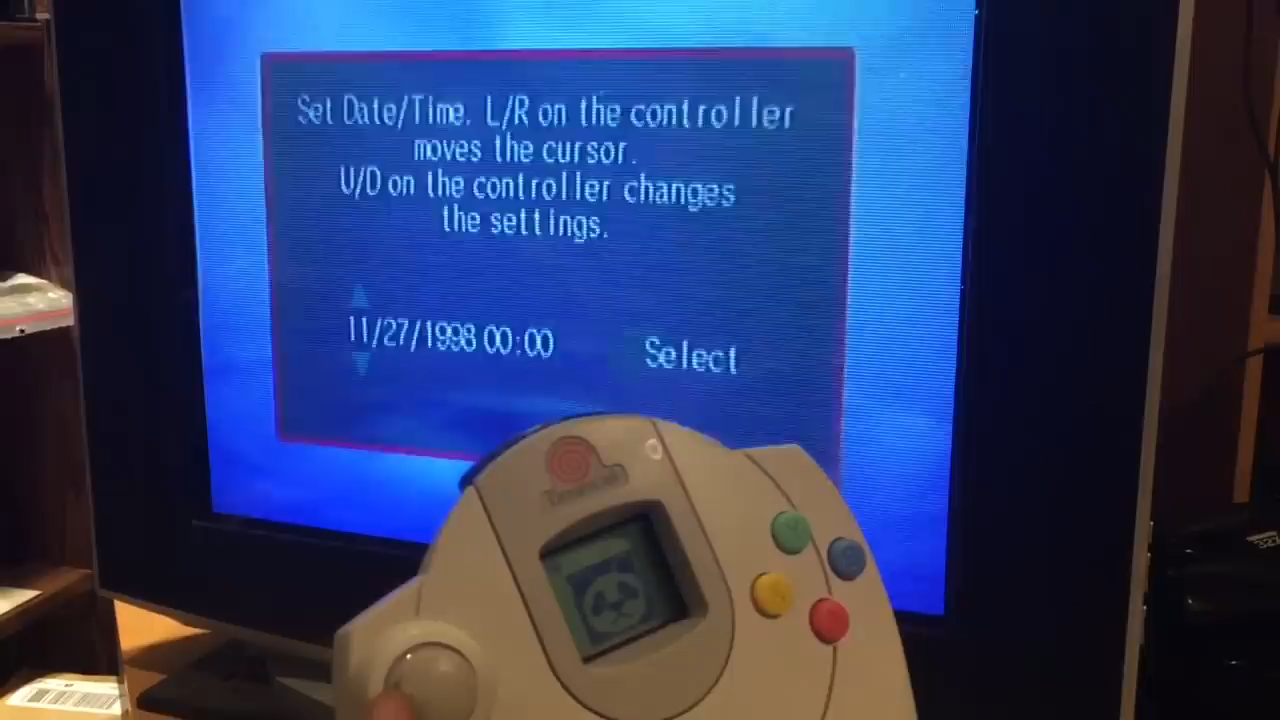 Set Date/Time. L/R on the controller
moves the cursor.
U/D on the controller changes
the settings.
11/27/1998 00:00
Select
Dreamcast